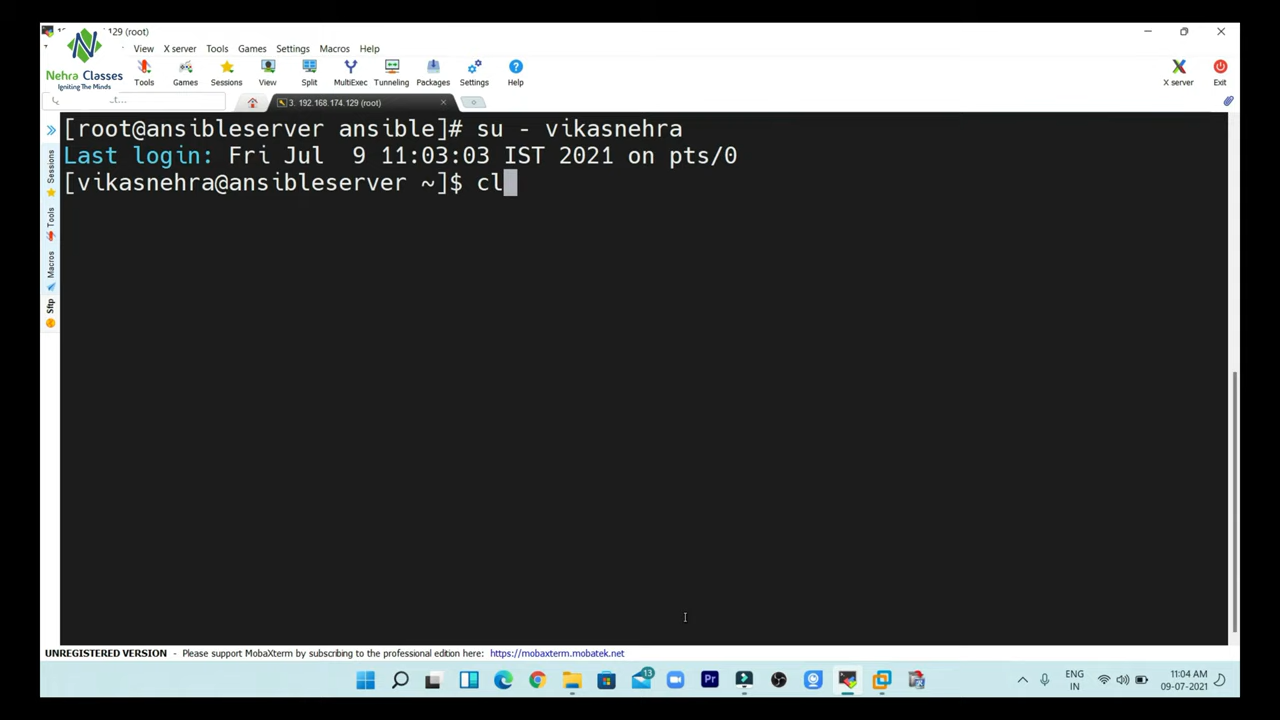 129 (root)
View X server Tools Games Settings Macros Help
Nehra Classes
Igniting The Minds
Tools Games Sessions View Split MultiExec Tunneling Packages Settings Help X server Exit
3. 192.168.174.129 (root)
[root@ansibleserver ansible]# su - vikasnehra
Last login: Fri Jul  9 11:03:03 IST 2021 on pts/0
[vikasnehra@ansibleserver ~]$ cl
Sessions
Tools
Macros
Sftp
UNREGISTERED VERSION - Please support MobaXterm by subscribing to the professional edition here: https://mobaxterm.mobatek.net
13
Pr
ENG
IN
11:04 AM
09-07-2021